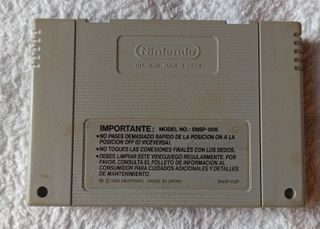 Nintendo
IMPORTANTE: MODEL NO.: SNSP-006
•NO PASES DEMASIADO RAPIDO DE LA POSICION ON A LA
POSICION OFF (O VICEVERSA).
•NO TOQUES LAS CONEXIONES FINALES CON LOS DEDOS.
•DEBES LIMPIAR ESTE VIDEOJUEGO REGULARMENTE. POR
FAVOR, CONSULTA EL FOLLETO DE INFORMACION AL
CONSUMIDOR PARA CUIDADOS ADICIONALES Y DETALLES
DE MANTENIMIENTO.
MADE IN JAPAN